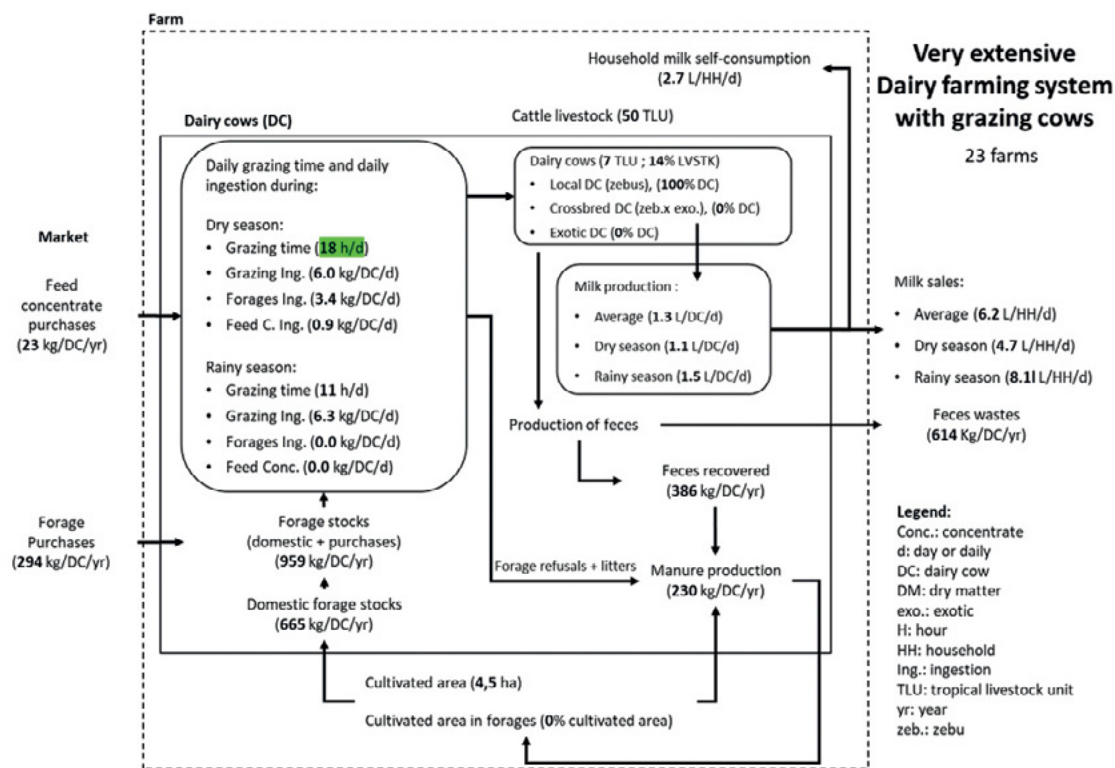 Farm
Very extensive
Dairy farming system
with grazing cows
23 farms
Household milk self-consumption
(2.7 L/HH/d)
Dairy cows (DC)
Cattle livestock (50 TLU)
Daily grazing time and daily
ingestion during:
Dry season:
• Grazing time (18 h/d)
• Grazing Ing. (6.0 kg/DC/d)
• Forages Ing. (3.4 kg/DC/d)
• Feed C. Ing. (0.9 kg/DC/d)
Rainy season:
• Grazing time (11 h/d)
• Grazing Ing. (6.3 kg/DC/d)
• Forages Ing. (0.0 kg/DC/d)
• Feed Conc. (0.0 kg/DC/d)
Dairy cows (7 TLU ; 14% LVSTK)
• Local DC (zebus), (100% DC)
• Crossbred DC (zeb.x exo.), (0% DC)
• Exotic DC (0% DC)
Market
Feed
concentrate
purchases
(23 kg/DC/yr)
Milk production :
• Average (1.3 L/DC/d)
• Dry season (1.1 L/DC/d)
• Rainy season (1.5 L/DC/d)
Milk sales:
• Average (6.2 L/HH/d)
• Dry season (4.7 L/HH/d)
• Rainy season (8.1l L/HH/d)
Production of feces
Feces wastes
(614 Kg/DC/yr)
Feces recovered
(386 kg/DC/yr)
Forage
Purchases
(294 kg/DC/yr)
Forage stocks
(domestic + purchases)
(959 kg/DC/yr)
Forage refusals + litters
Manure production
(230 kg/DC/yr)
Domestic forage stocks
(665 kg/DC/yr)
Cultivated area (4,5 ha)
Cultivated area in forages (0% cultivated area)
Legend:
Conc.: concentrate
d: day or daily
DC: dairy cow
DM: dry matter
exo.: exotic
H: hour
HH: household
Ing.: ingestion
TLU: tropical livestock unit
yr: year
zeb.: zebu